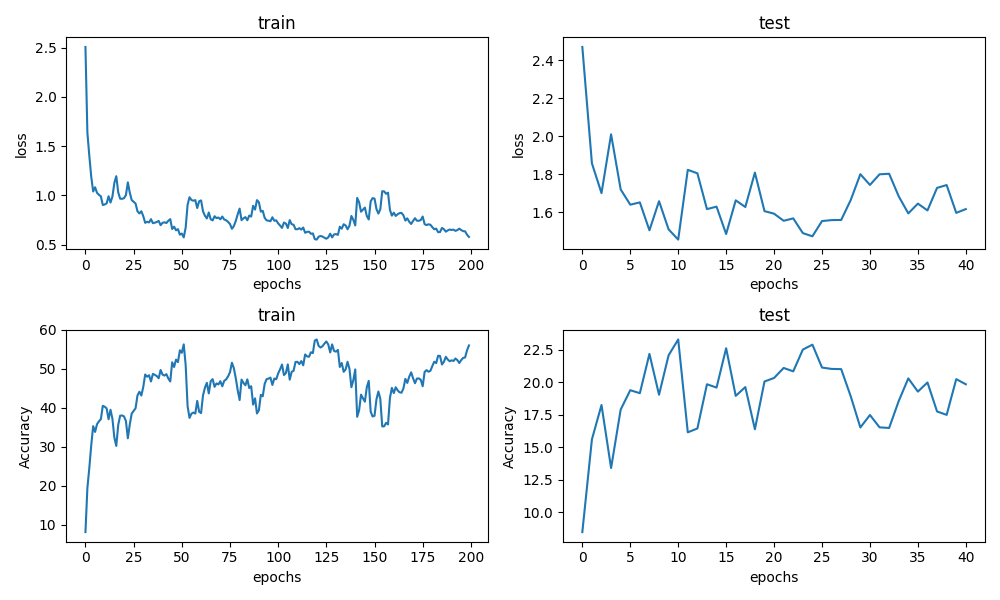 train
test
2.5
2.0
1.5
1.0
0.5
loss
0 25 50 75 100 125 150 175 200
epochs
2.4
2.2
2.0
1.8
1.6
loss
0 5 10 15 20 25 30 35 40
epochs
train
test
60
50
40
30
20
10
Accuracy
0 25 50 75 100 125 150 175 200
epochs
22.5
20.0
17.5
15.0
12.5
10.0
Accuracy
0 5 10 15 20 25 30 35 40
epochs